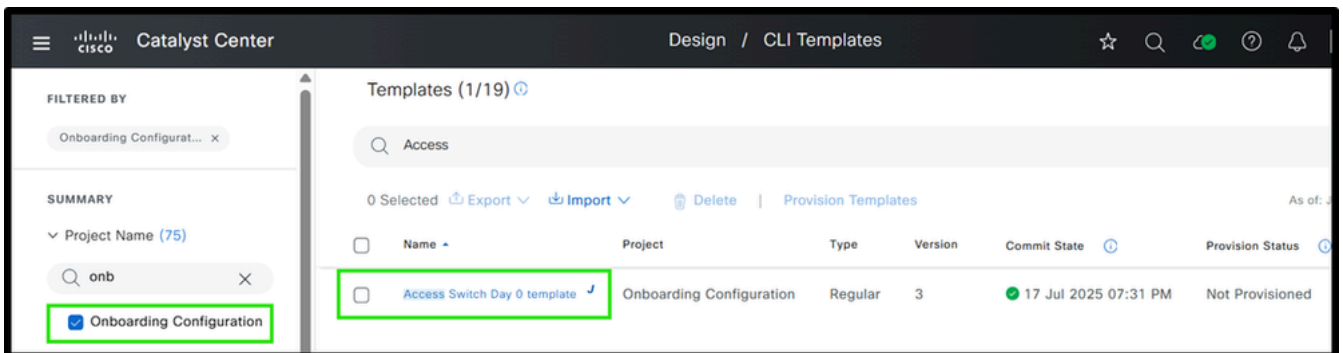 CISCO Catalyst Center
Design / CLI Templates
FILTERED BY
Onboarding Configurat... ×
SUMMARY
Project Name (75)
onb
Onboarding Configuration
Templates (1/19)
Access
0 Selected Export Import Delete | Provision Templates
As of: J
Name Project Type Version Commit State Provision Status
Access Switch Day 0 template J Onboarding Configuration Regular 3 17 Jul 2025 07:31 PM Not Provisioned